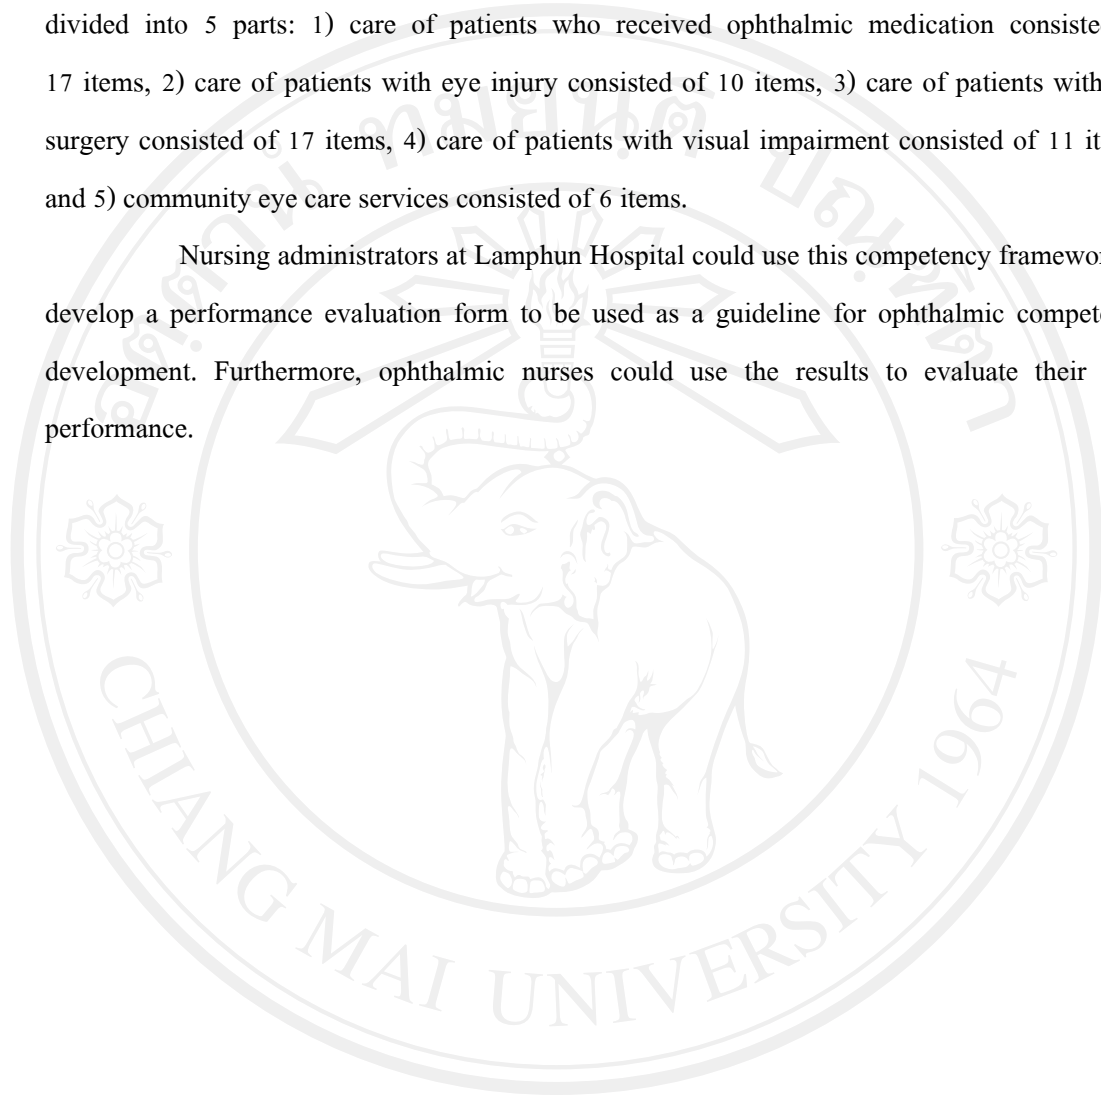 divided into 5 parts: 1) care of patients who received ophthalmic medication consiste
17 items, 2) care of patients with eye injury consisted of 10 items, 3) care of patients with
surgery consisted of 17 items, 4) care of patients with visual impairment consisted of 11 it
and 5) community eye care services consisted of 6 items.
Nursing administrators at Lamphun Hospital could use this competency framewor
develop a performance evaluation form to be used as a guideline for ophthalmic compet
development. Furthermore, ophthalmic nurses could use the results to evaluate their
performance.
CHIANG MAI UNIVERSITY 1964